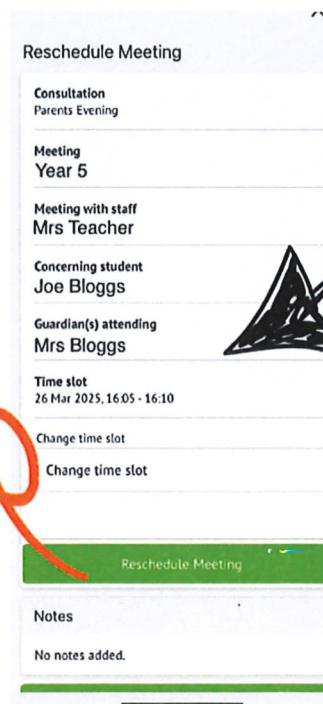 Reschedule Meeting
Consultation
Parents Evening
Meeting
Year 5
Meeting with staff
Mrs Teacher
Concerning student
Joe Bloggs
Guardian(s) attending
Mrs Bloggs
Time slot
26 Mar 2025, 16:05 - 16:10
Change time slot
Change time slot
Reschedule Meeting
Notes
No notes added.